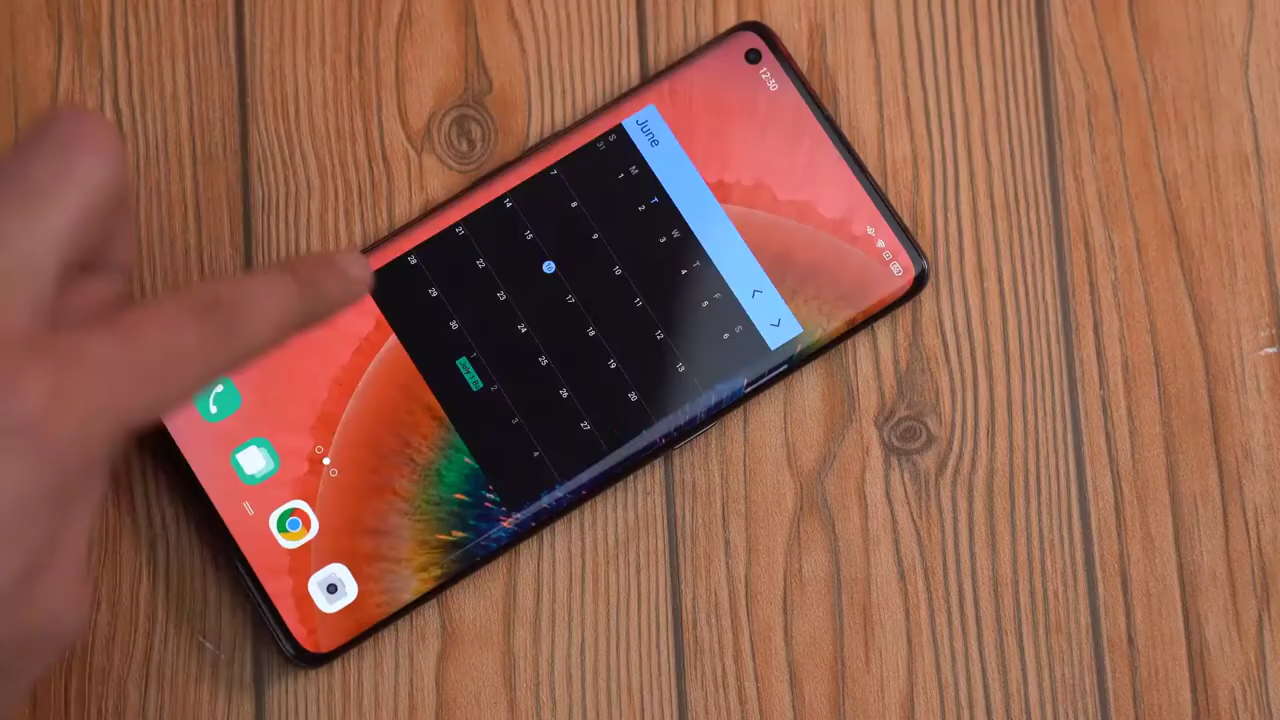 12:30
June
S M T W T F S
31 1 2 3 4 5 6
7 8 9 10 11 12 13
14 15 16 17 18 19 20
21 22 23 24 25 26 27
28 29 30 1 2 3 4